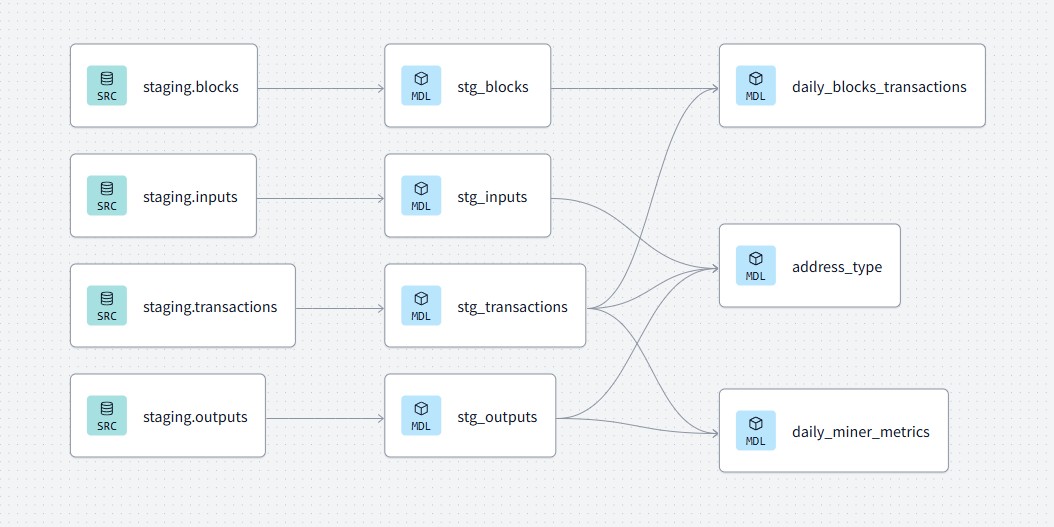 SRC
staging.blocks
MDL
stg_blocks
MDL
daily_blocks_transactions
SRC
staging.inputs
MDL
stg_inputs
MDL
address_type
SRC
staging.transactions
MDL
stg_transactions
SRC
staging.outputs
MDL
stg_outputs
MDL
daily_miner_metrics